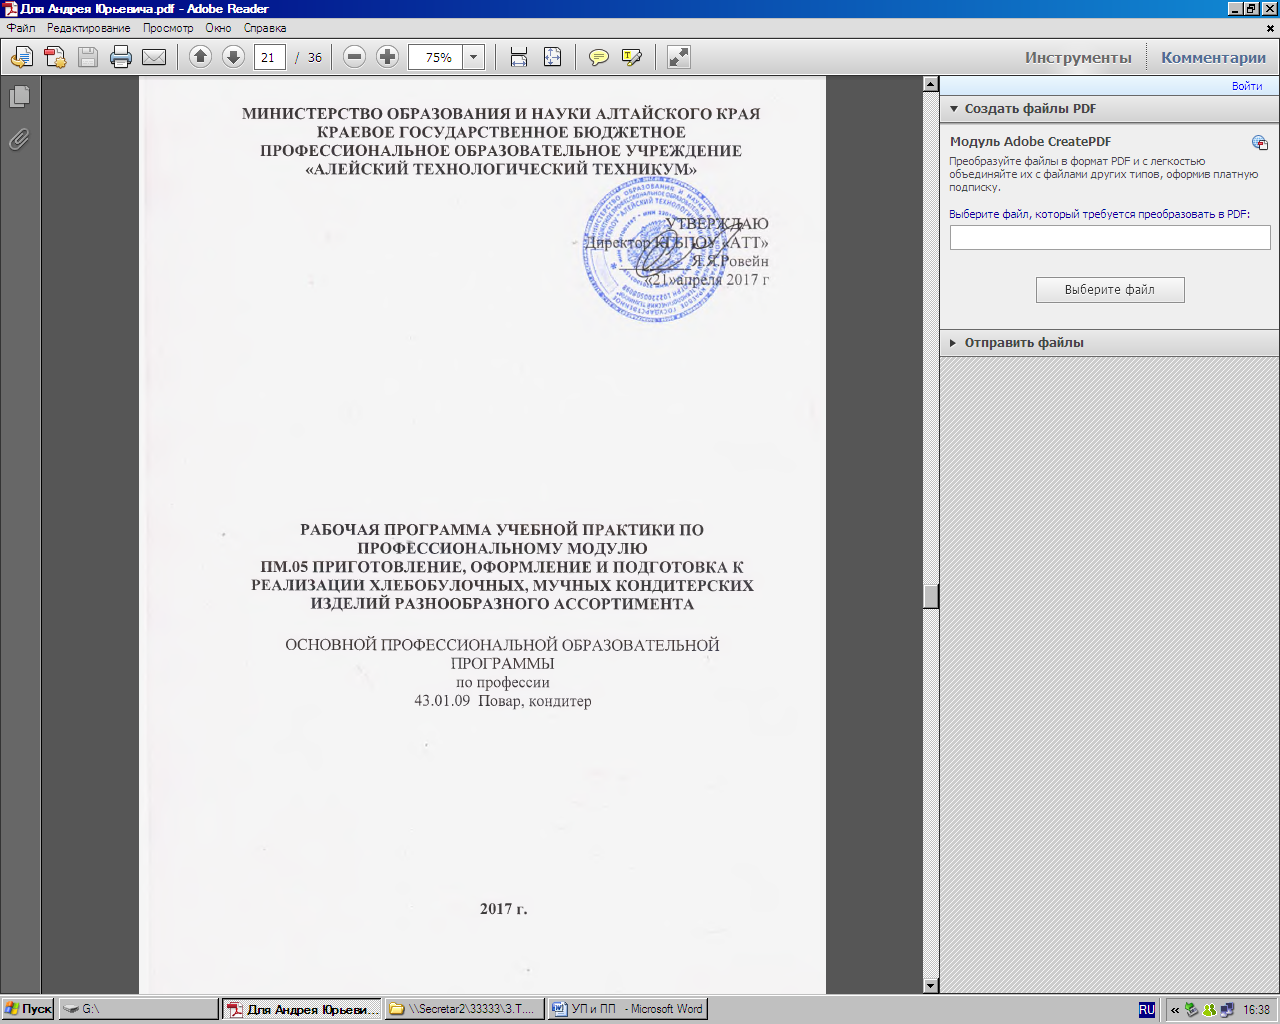 Для Андрея Юрьевича.pdf - Adobe Reader
Файл Редактирование Просмотр Окно Справка
21 / 36 75% Инструменты Комментарии
Войти
Создать файлы PDF
Модуль Adobe CreatePDF
Преобразуйте файлы в формат PDF и с легкостью
объединяйте их с файлами других типов, оформив платную
подписку.
Выберите файл, который требуется преобразовать в PDF:
Выберите файл
Отправить файлы
МИНИСТЕРСТВО ОБРАЗОВАНИЯ И НАУКИ АЛТАЙСКОГО КРАЯ
КРАЕВОЕ ГОСУДАРСТВЕННОЕ БЮДЖЕТНОЕ
ПРОФЕССИОНАЛЬНОЕ ОБРАЗОВАТЕЛЬНОЕ УЧРЕЖДЕНИЕ
«АЛЕЙСКИЙ ТЕХНОЛОГИЧЕСКИЙ ТЕХНИКУМ»
УТВЕРЖДАЮ
Директор КГБПОУ «АТТ»
Я.Я.Ровейн
«21»апреля 2017 г
РАБОЧАЯ ПРОГРАММА УЧЕБНОЙ ПРАКТИКИ ПО
ПРОФЕССИОНАЛЬНОМУ МОДУЛЮ
ПМ.05 ПРИГОТОВЛЕНИЕ, ОФОРМЛЕНИЕ И ПОДГОТОВКА К
РЕАЛИЗАЦИИ ХЛЕБОБУЛОЧНЫХ, МУЧНЫХ КОНДИТЕРСКИХ
ИЗДЕЛИЙ РАЗНООБРАЗНОГО АССОРТИМЕНТА
ОСНОВНОЙ ПРОФЕССИОНАЛЬНОЙ ОБРАЗОВАТЕЛЬНОЙ
ПРОГРАММЫ
по профессии
43.01.09 Повар, кондитер
2017 г.
Пуск G:\ Для Андрея Юрьеви... \\Secretar2\33333\З.Т.... УП и ПП - Microsoft Word RU « 16:38